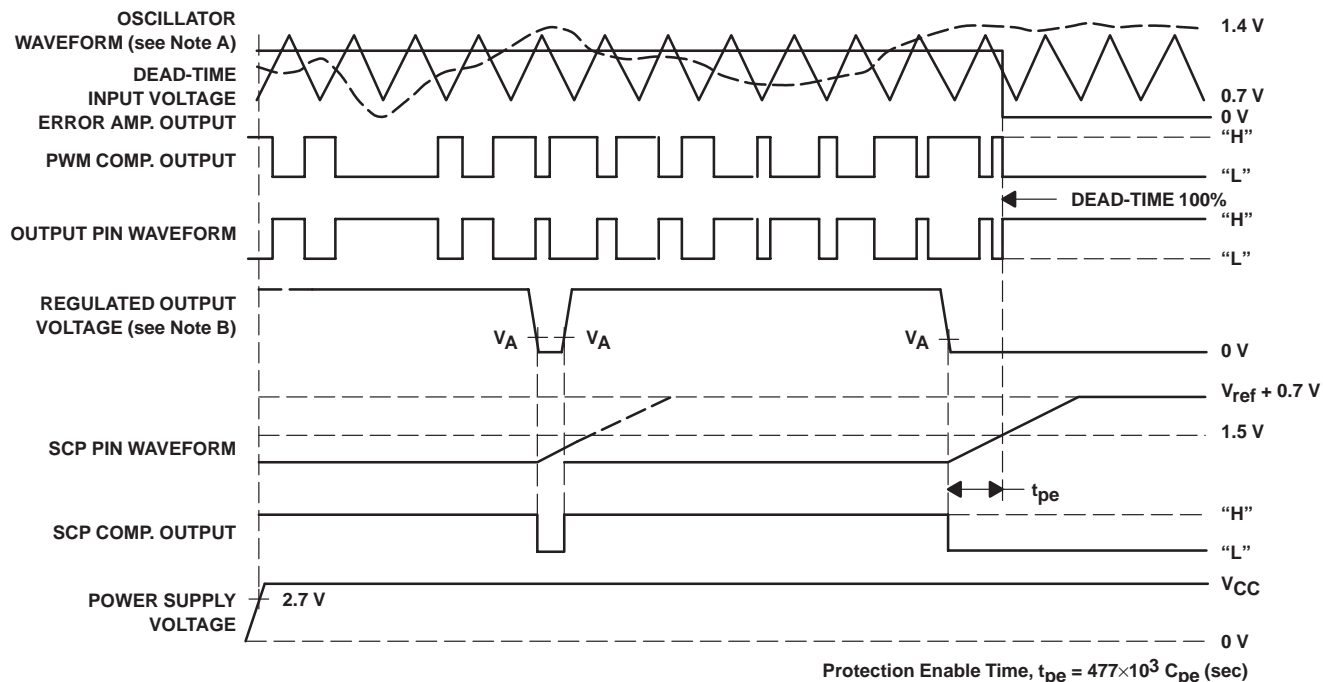 OSCILLATOR
WAVEFORM (see Note A)
1.4 V
DEAD-TIME
INPUT VOLTAGE
0.7 V
ERROR AMP. OUTPUT
0 V
“H”
PWM COMP. OUTPUT
“L”
DEAD-TIME 100%
“H”
OUTPUT PIN WAVEFORM
“L”
REGULATED OUTPUT
VOLTAGE (see Note B)
VA VA VA
0 V
Vref + 0.7 V
1.5 V
SCP PIN WAVEFORM
tpe
“H”
SCP COMP. OUTPUT
“L”
VCC
POWER SUPPLY
VOLTAGE
2.7 V
0 V
Protection Enable Time, tpe = 477×10³ Cpe (sec)